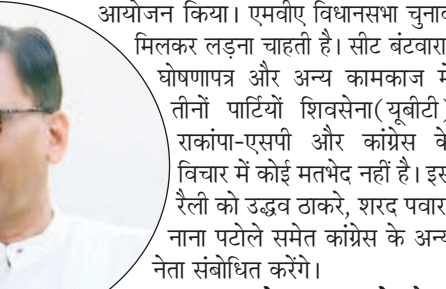 आयोजन किया। एमवीए विधानसभा चुनाव
मिलकर लड़ना चाहती है। सीट बंटवारा
घोषणापत्र और अन्य कामकाज में
तीनों पार्टियों शिवसेना(यूबीटी)
राकांपा-एसपी और कांग्रेस के
विचार में कोई मतभेद नहीं है। इस
रैली को उद्धव ठाकरे, शरद पवार
नाना पटोले समेत कांग्रेस के अन्य
नेता संबोधित करेंगे।